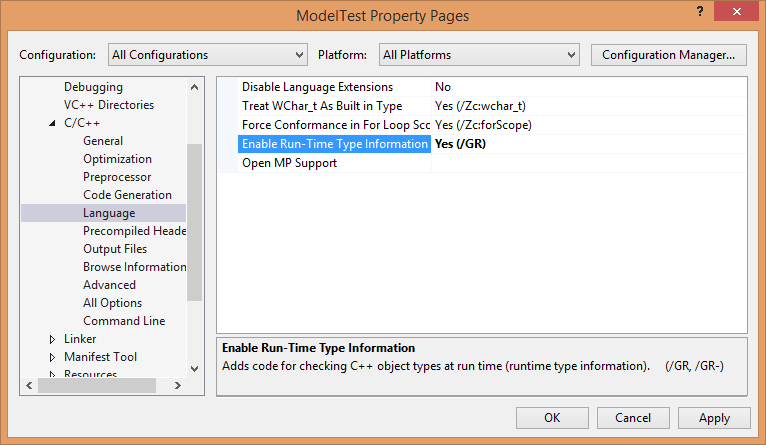 ModelTest Property Pages
? ×
Configuration: All Configurations Platform: All Platforms Configuration Manager...
Debugging
VC++ Directories
C/C++
General
Optimization
Preprocessor
Code Generation
Language
Precompiled Heade
Output Files
Browse Information
Advanced
All Options
Command Line
Linker
Manifest Tool
Resources
Disable Language Extensions No
Treat WChar_t As Built in Type Yes (/Zc:wchar_t)
Force Conformance in For Loop Sco Yes (/Zc:forScope)
Enable Run-Time Type Information Yes (/GR)
Open MP Support
Enable Run-Time Type Information
Adds code for checking C++ object types at run time (runtime type information). (/GR, /GR-)
OK Cancel Apply